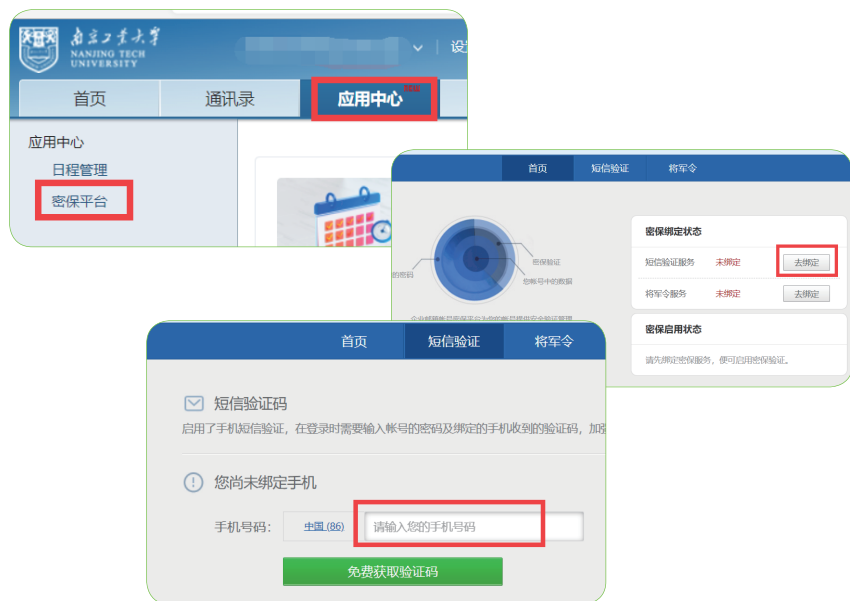 南京工业大学
NANJING TECH
UNIVERSITY
首页
通讯录
应用中心
应用中心
日程管理
密保平台
首页
短信验证
将军令
密保验证
的密码
您帐号中的数据
密保绑定状态
短信验证服务 未绑定 去绑定
将军令服务 未绑定 去绑定
密保启用状态
请先绑定密保服务，便可启用密保验证。
首页
短信验证
将军令
短信验证码
启用了手机短信验证，在登录时需要输入帐号的密码及绑定的手机收到的验证码，加
您尚未绑定手机
手机号码： 中国 (86) 请输入您的手机号码
免费获取验证码